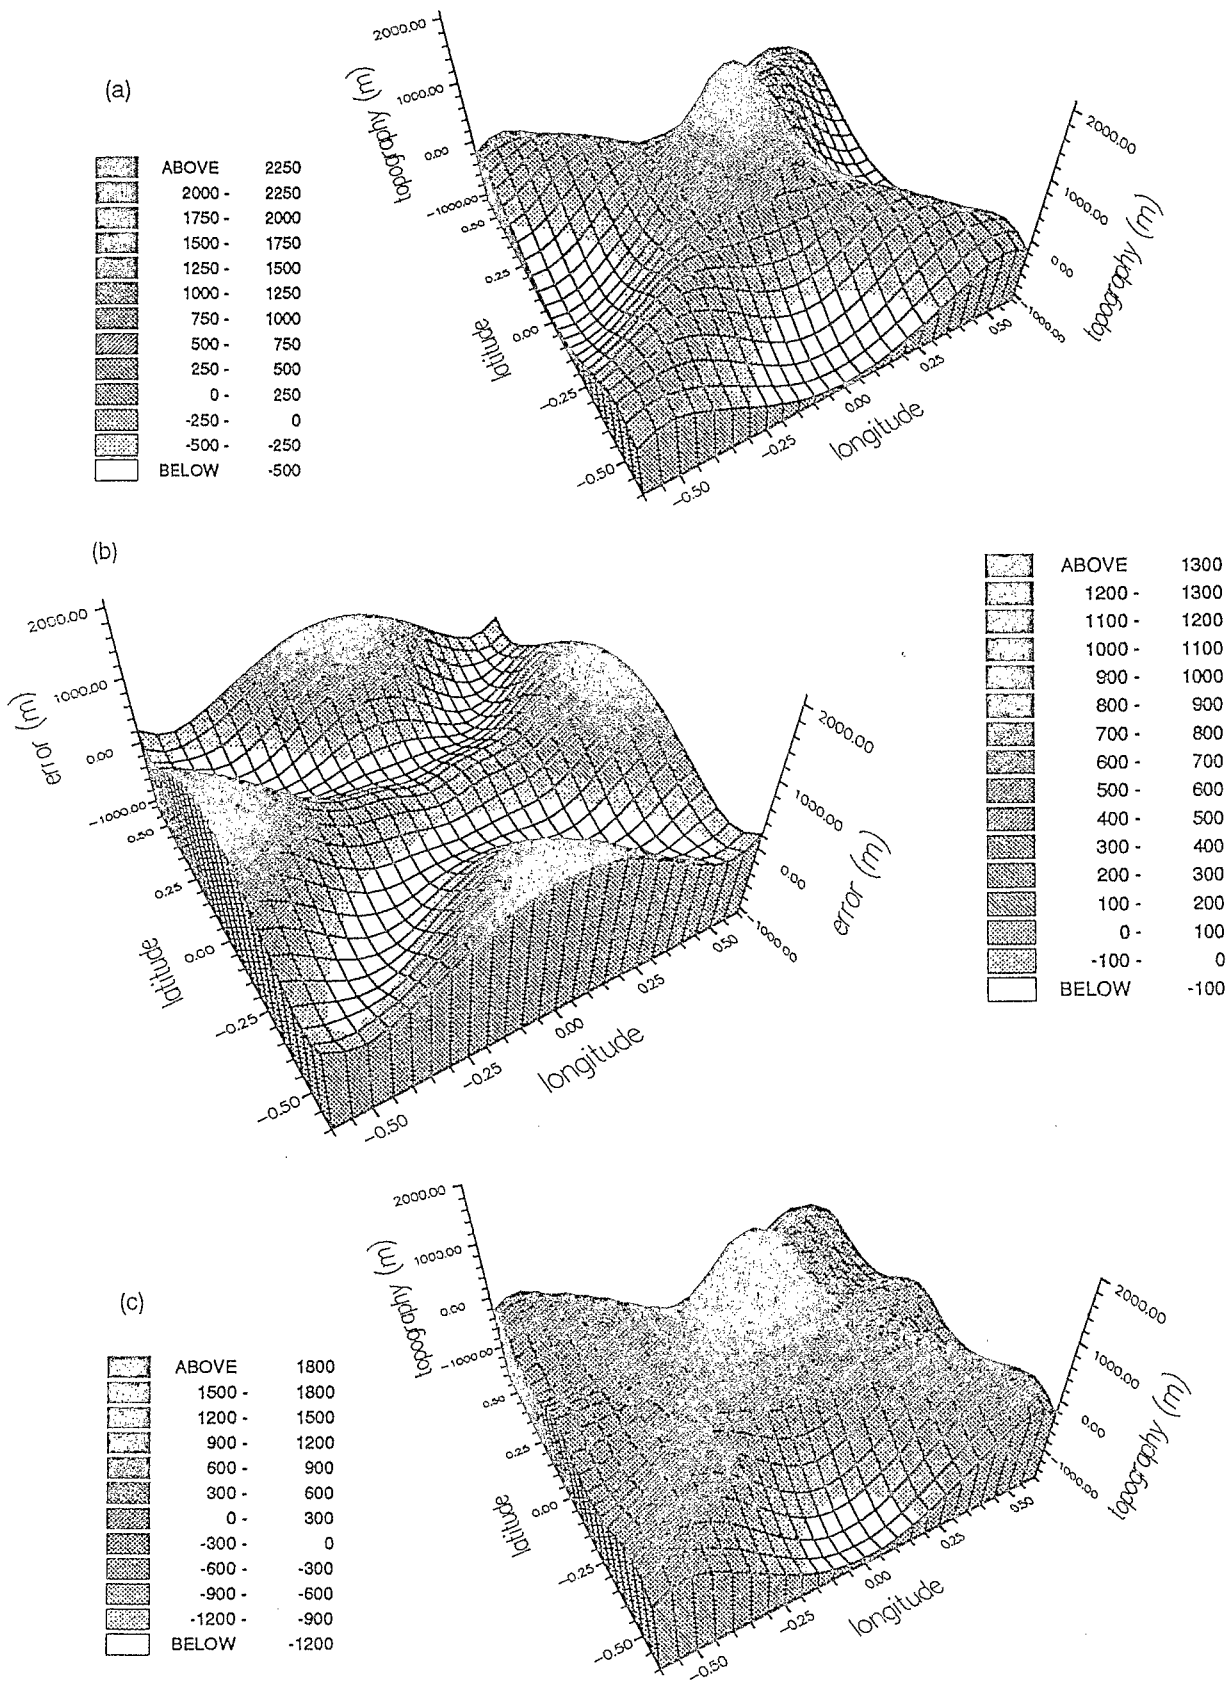 (a)
ABOVE 2250
2000 - 2250
1750 - 2000
1500 - 1750
1250 - 1500
1000 - 1250
750 - 1000
500 - 750
250 - 500
0 - 250
-250 - 0
-500 - -250
BELOW -500
2000.00
1000.00
0.00
-1000.00
topography (m)
0.50
0.25
0.00
-0.25
-0.50
latitude
-0.50
-0.25
0.00
0.25
0.50
longitude
2000.00
1000.00
0.00
-1000.00
topography (m)
(b)
2000.00
1000.00
0.00
-1000.00
error (m)
0.50
0.25
0.00
-0.25
-0.50
latitude
-0.50
-0.25
0.00
0.25
0.50
longitude
2000.00
1000.00
0.00
-1000.00
error (m)
ABOVE 1300
1200 - 1300
1100 - 1200
1000 - 1100
900 - 1000
800 - 900
700 - 800
600 - 700
500 - 600
400 - 500
300 - 400
200 - 300
100 - 200
0 - 100
-100 - 0
BELOW -100
(c)
ABOVE 1800
1500 - 1800
1200 - 1500
900 - 1200
600 - 900
300 - 600
0 - 300
-300 - 0
-600 - -300
-900 - -600
-1200 - -900
BELOW -1200
2000.00
1000.00
0.00
-1000.00
topography (m)
0.50
0.25
0.00
-0.25
-0.50
latitude
-0.50
-0.25
0.00
0.25
0.50
longitude
2000.00
1000.00
0.00
-1000.00
topography (m)